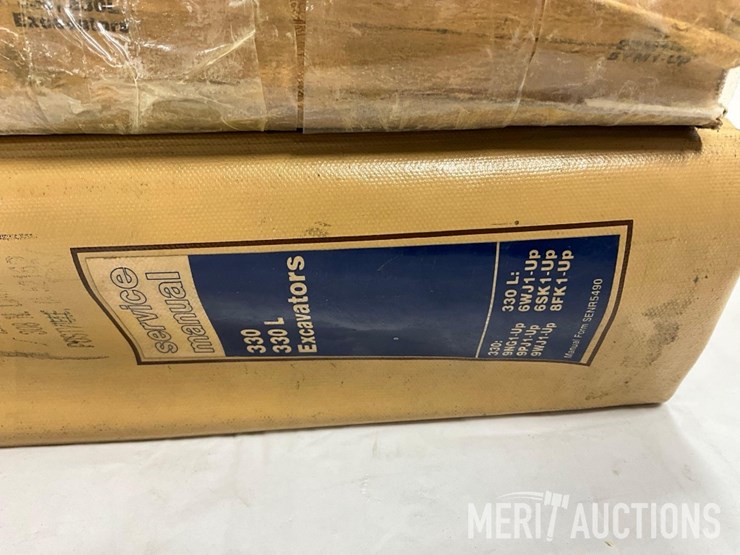 Excavators
service
manual
330
330 L
Excavators
330:
9NG1-Up
9PJ1-Up
9WJ1-Up
330 L:
6WJ1-Up
6SK1-Up
8FK1-Up
Manual Form SENR5490
MERIT AUCTIONS